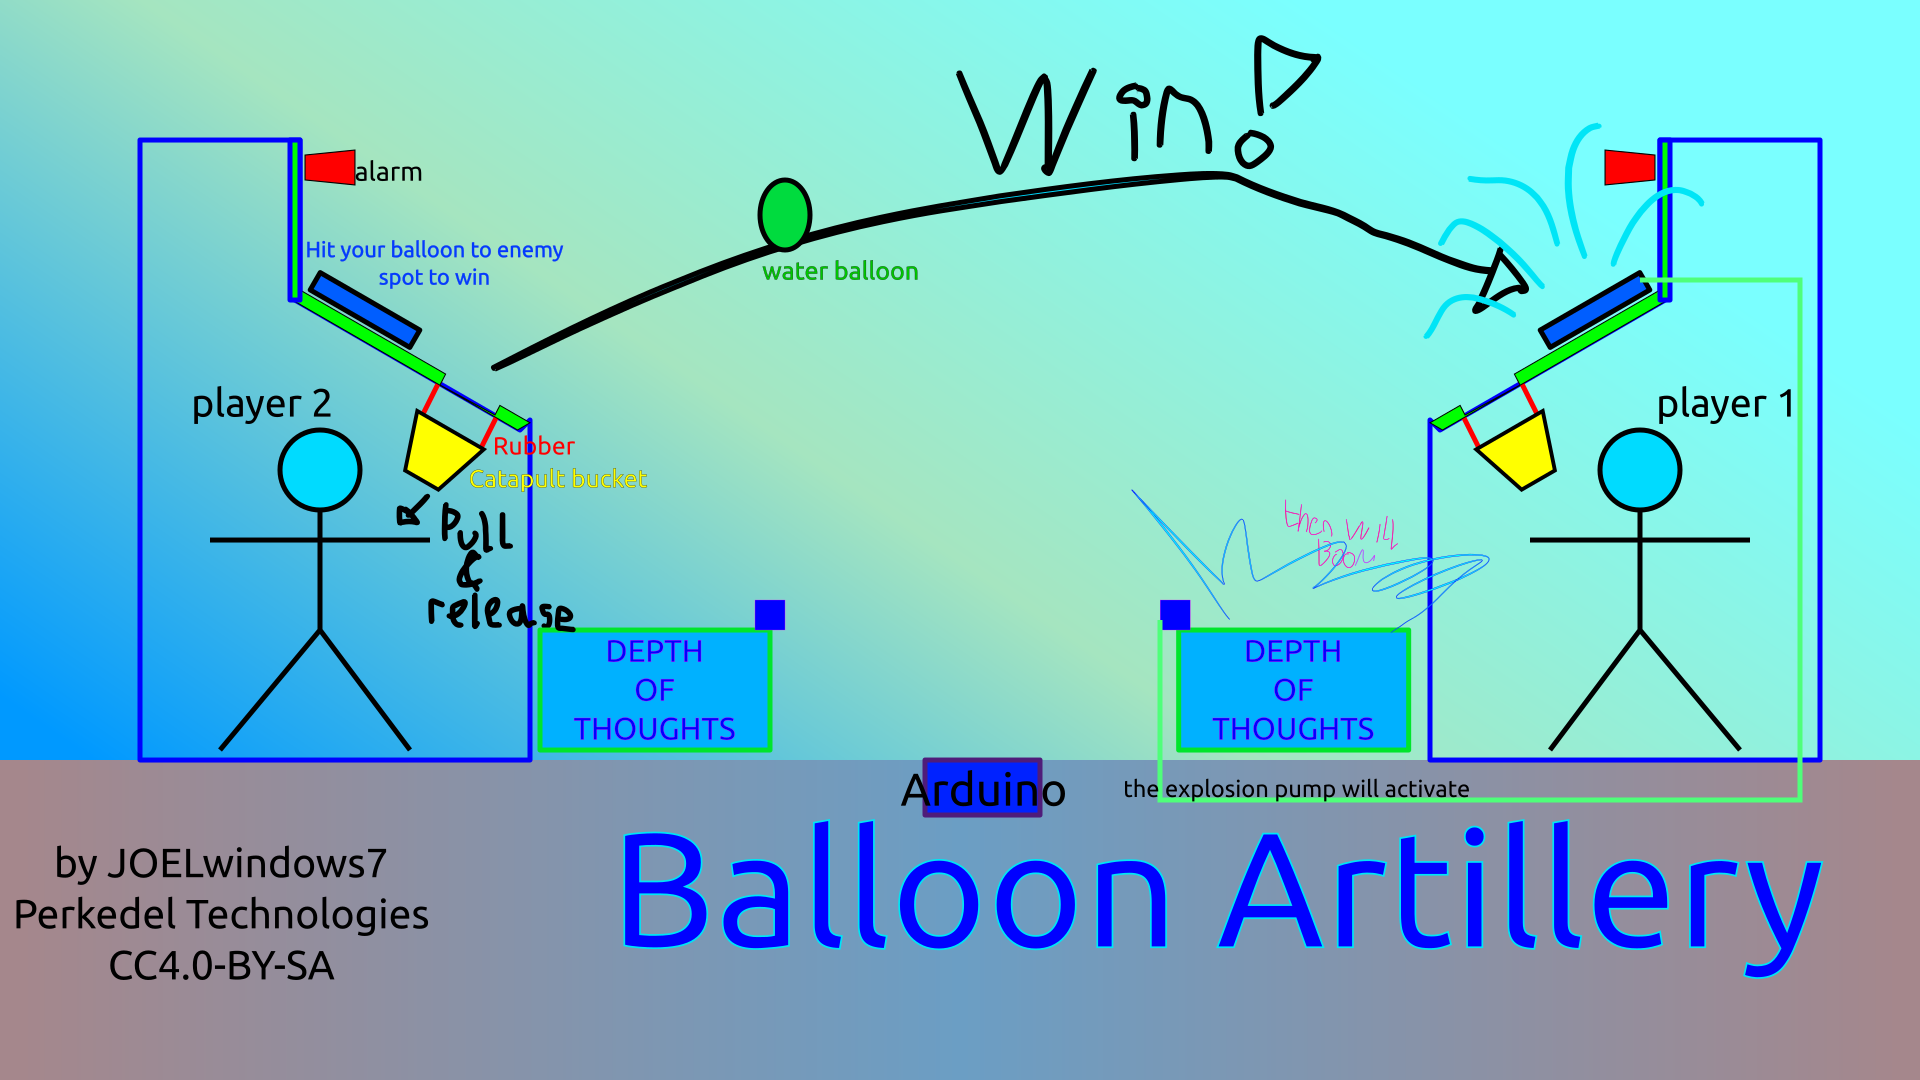 Win!
alarm
Hit your balloon to enemy
spot to win
water balloon
player 2
player 1
Rubber
Catapult bucket
Pull
&
release
then will
Boom
DEPTH
OF
THOUGHTS
DEPTH
OF
THOUGHTS
Arduino
the explosion pump will activate
Balloon Artillery
by JOELwindows7
Perkedel Technologies
CC4.0-BY-SA